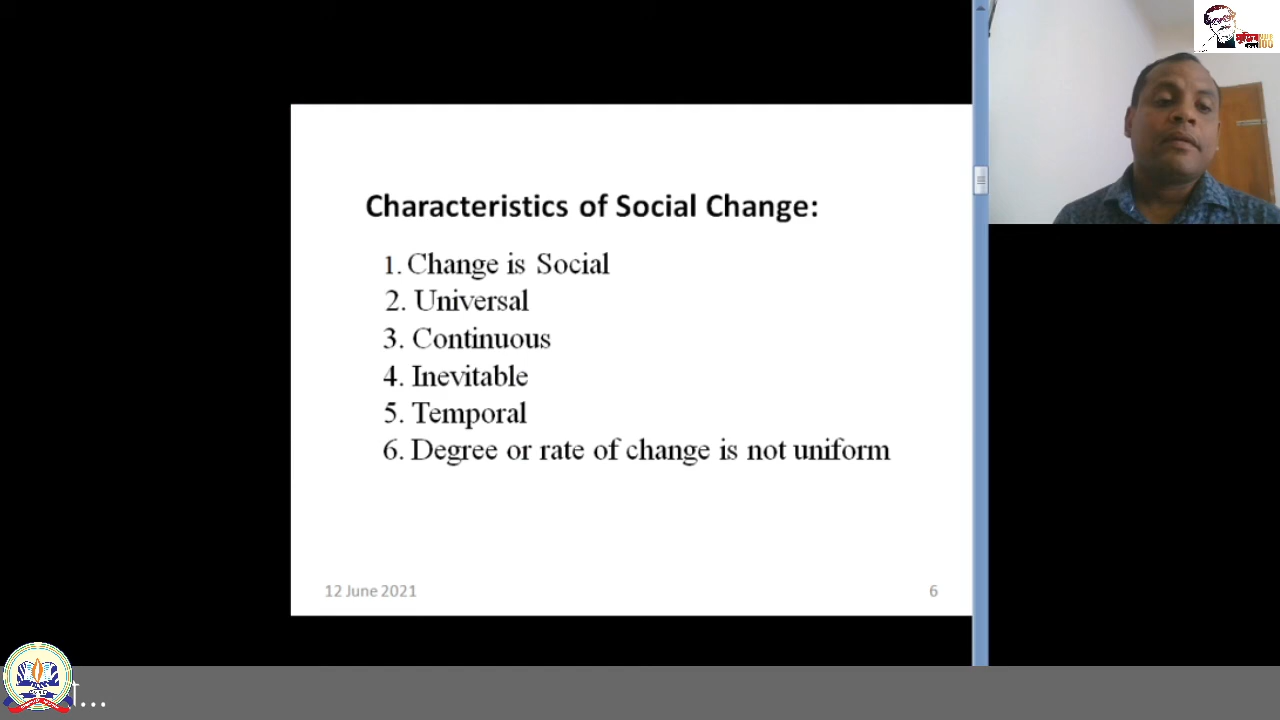 Characteristics of Social Change:
1. Change is Social
2. Universal
3. Continuous
4. Inevitable
5. Temporal
6. Degree or rate of change is not uniform
12 June 2021
6
100